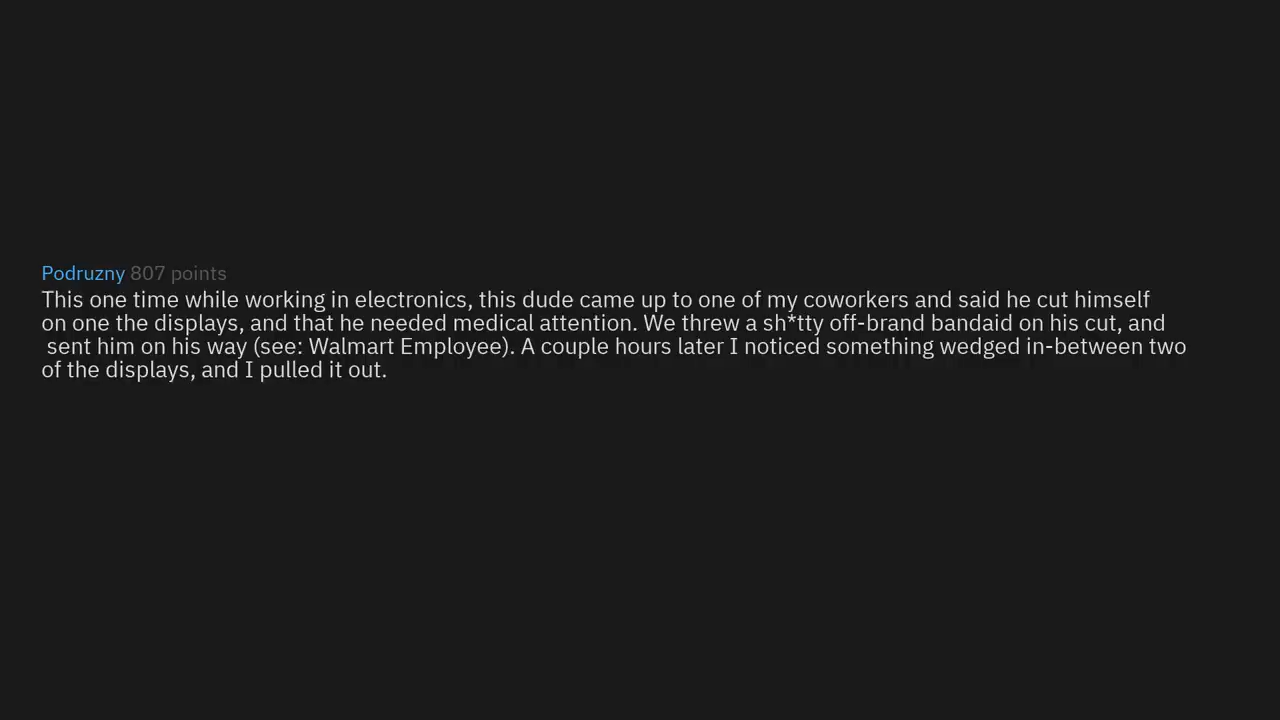 Podruzny 807 points
This one time while working in electronics, this dude came up to one of my coworkers and said he cut himself
on one the displays, and that he needed medical attention. We threw a sh*tty off-brand bandaid on his cut, and
sent him on his way (see: Walmart Employee). A couple hours later I noticed something wedged in-between two
of the displays, and I pulled it out.